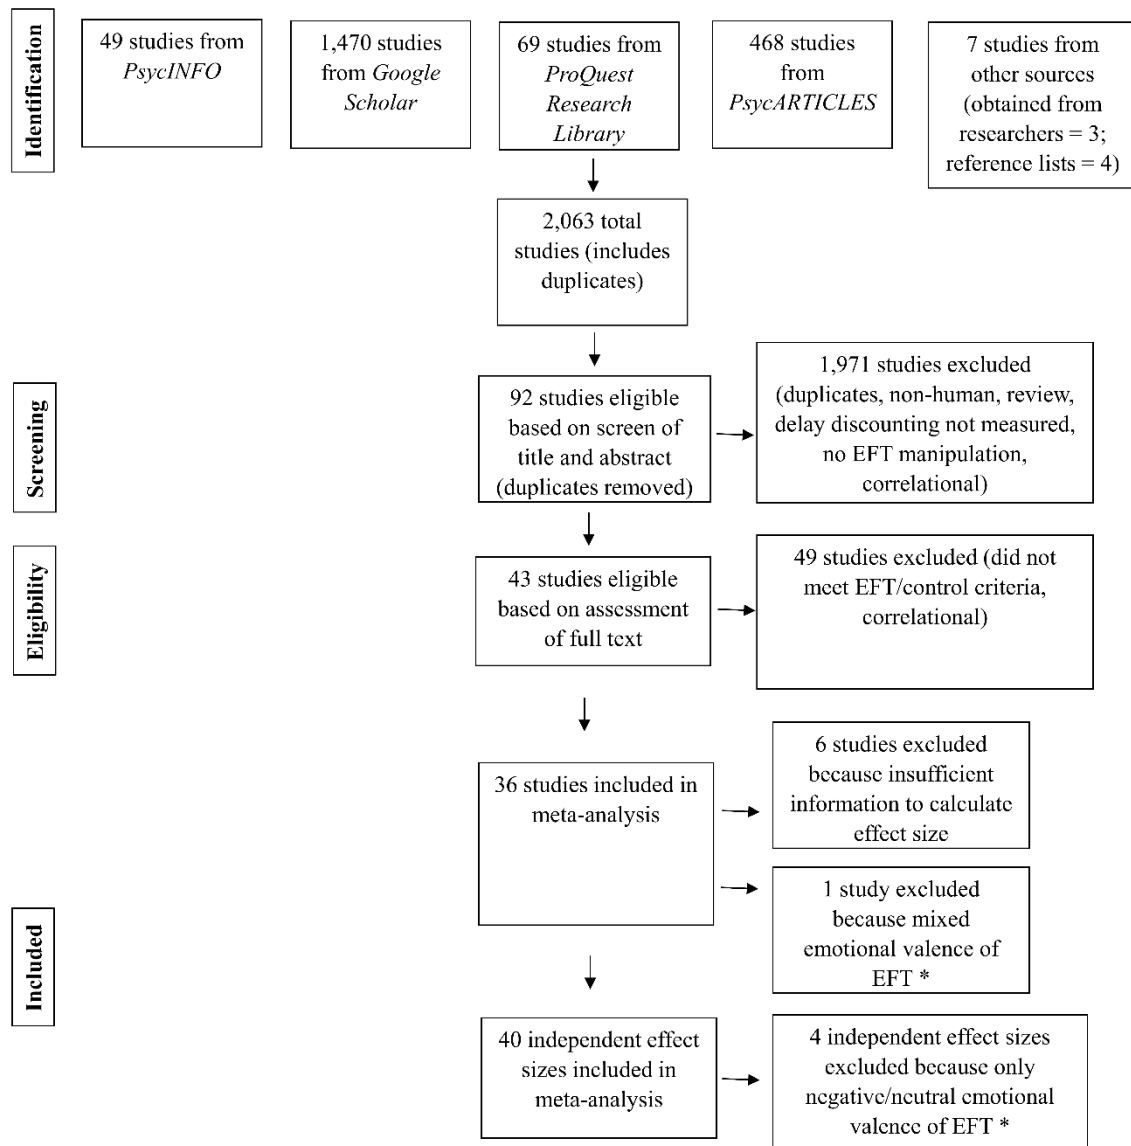 Identification
49 studies from
PsycINFO
1,470 studies
from Google
Scholar
69 studies from
ProQuest
Research
Library
468 studies
from
PsycARTICLES
7 studies from
other sources
(obtained from
researchers = 3;
reference lists = 4)
2,063 total
studies (includes
duplicates)
Screening
92 studies eligible
based on screen of
title and abstract
(duplicates removed)
1,971 studies excluded
(duplicates, non-human, review,
delay discounting not measured,
no EFT manipulation,
correlational)
Eligibility
43 studies eligible
based on assessment
of full text
49 studies excluded (did not
meet EFT/control criteria,
correlational)
36 studies included in
meta-analysis
6 studies excluded
because insufficient
information to calculate
effect size
1 study excluded
because mixed
emotional valence of
EFT *
Included
40 independent effect
sizes included in
meta-analysis
4 independent effect sizes
excluded because only
negative/neutral emotional
valence of EFT *